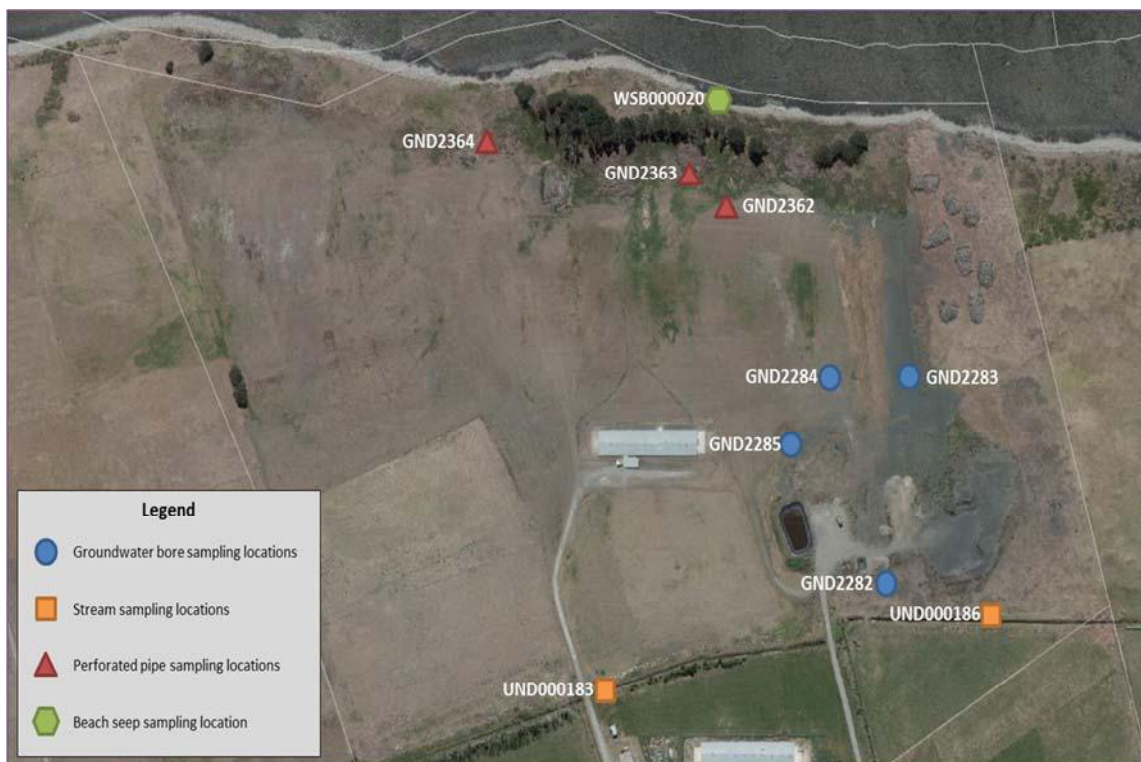 WSB000020
GND2364
GND2363
GND2362
GND2284
GND2283
GND2285
GND2282
UND000186
UND000183
Legend
Groundwater bore sampling locations
Stream sampling locations
Perforated pipe sampling locations
Beach seep sampling location